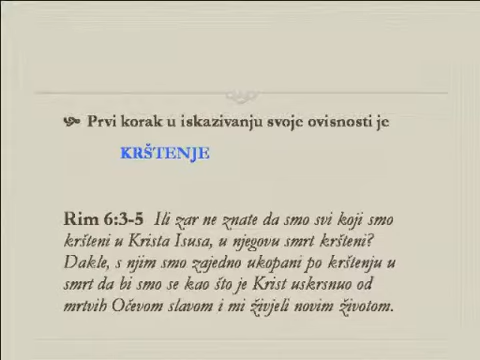 Prvi korak u iskazivanju svoje ovisnosti je
KRŠTENJE
Rim 6:3-5 Ili zar ne znate da smo svi koji smo
kršteni u Krista Isusa, u njegovu smrt kršteni?
Dakle, s njim smo zajedno ukopani po krštenju u
smrt da bi smo se kao što je Krist uskrsnuo od
mrtvih Očevom slavom i mi živjeli novim životom.